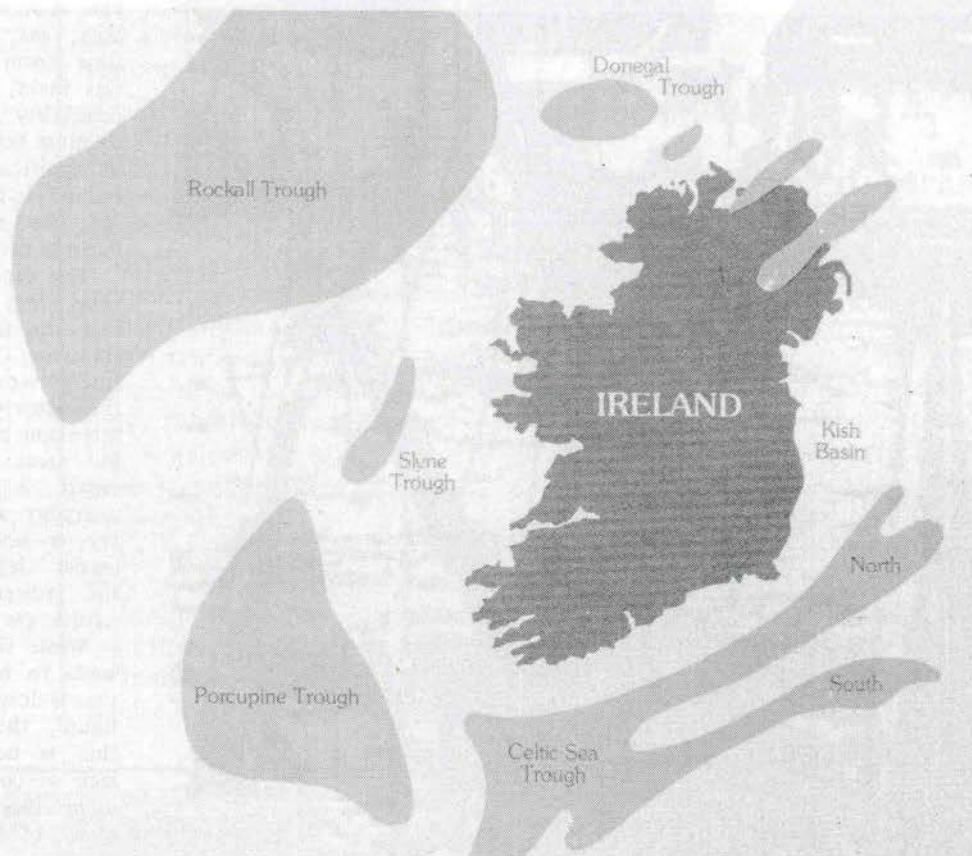 Donegal
Trough
Rockall Trough
IRELAND
Kish
Basin
Slyne
Trough
North
Porcupine Trough
South
Celtic Sea
Trough